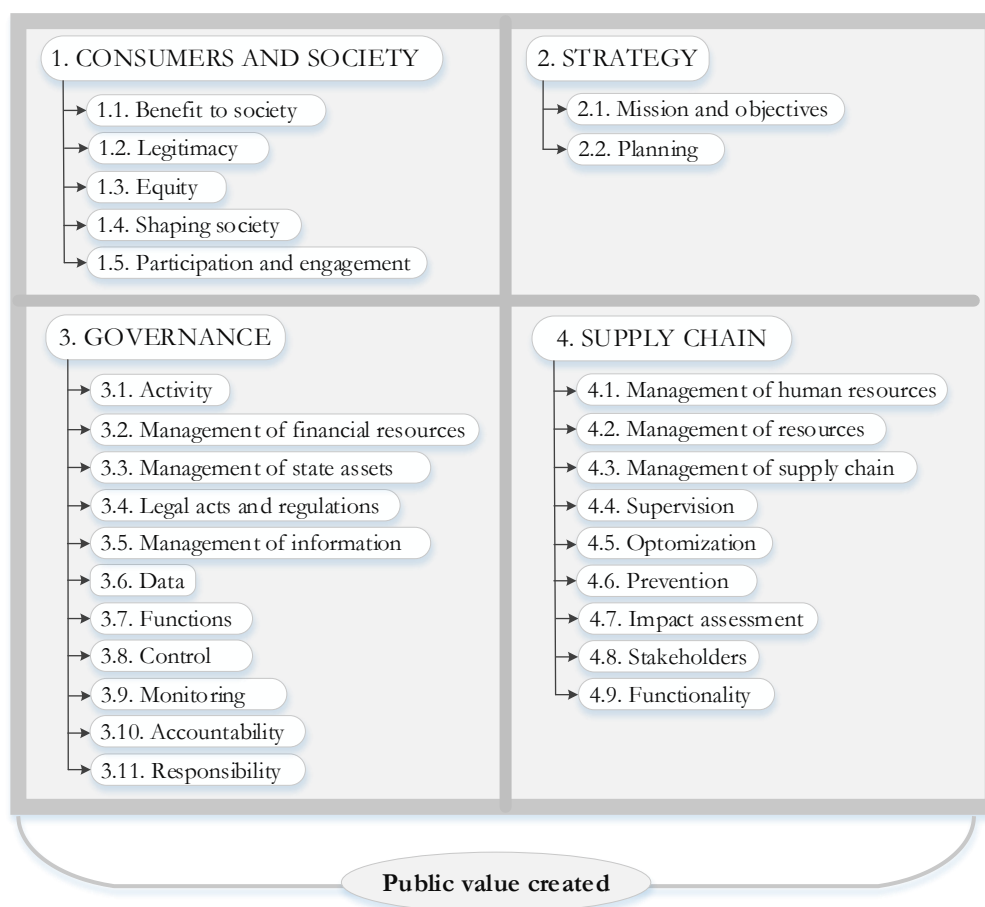 1. CONSUMERS AND SOCIETY
1.1. Benefit to society
1.2. Legitimacy
1.3. Equity
1.4. Shaping society
1.5. Participation and engagement
2. STRATEGY
2.1. Mission and objectives
2.2. Planning
3. GOVERNANCE
3.1. Activity
3.2. Management of financial resources
3.3. Management of state assets
3.4. Legal acts and regulations
3.5. Management of information
3.6. Data
3.7. Functions
3.8. Control
3.9. Monitoring
3.10. Accountability
3.11. Responsibility
4. SUPPLY CHAIN
4.1. Management of human resources
4.2. Management of resources
4.3. Management of supply chain
4.4. Supervision
4.5. Optomization
4.6. Prevention
4.7. Impact assessment
4.8. Stakeholders
4.9. Functionality
Public value created